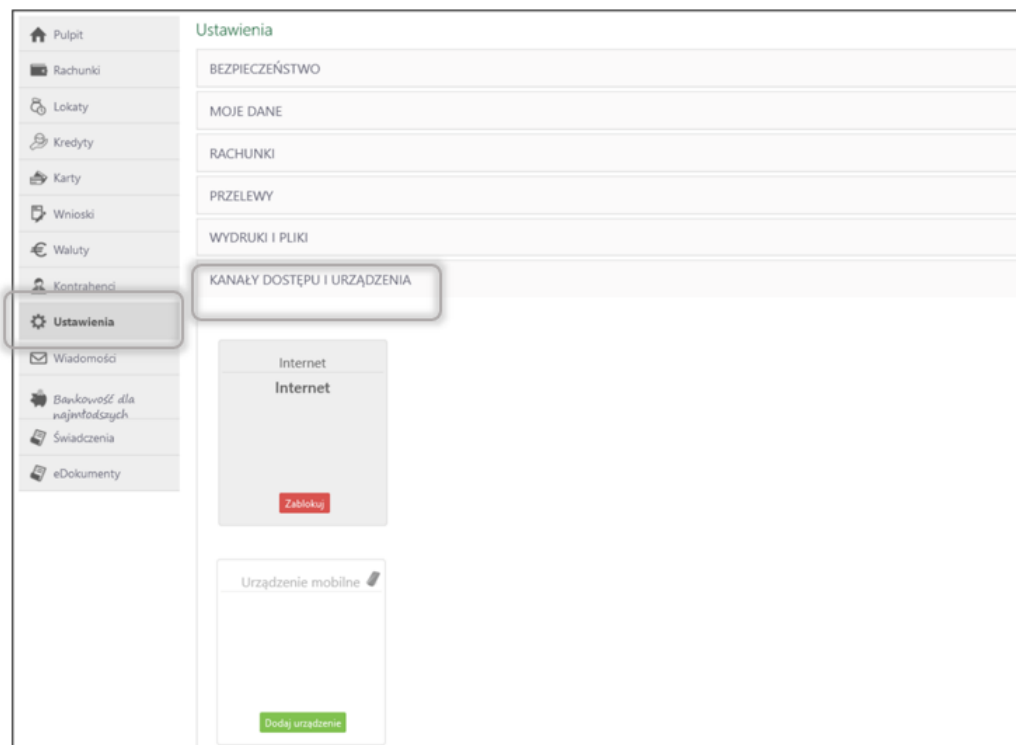 Pulpit
Rachunki
Lokaty
Kredyty
Karty
Wnioski
Waluty
Kontrahenci
Ustawienia
Wiadomości
Bankowość dla
najmłodszych
Świadczenia
eDokumenty
Ustawienia
BEZPIECZEŃSTWO
MOJE DANE
RACHUNKI
PRZELEWY
WYDRUKI I PLIKI
KANAŁY DOSTĘPU I URZĄDZENIA
Internet
Internet
Zablokuj
Urządzenie mobilne
Dodaj urządzenie